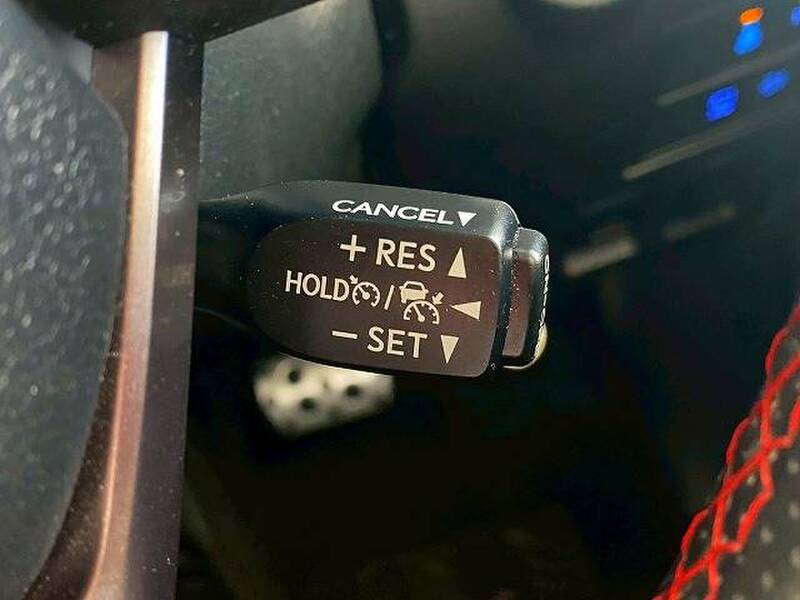 CANCEL▼
+ RES ▲
HOLD / ◀
− SET ▼